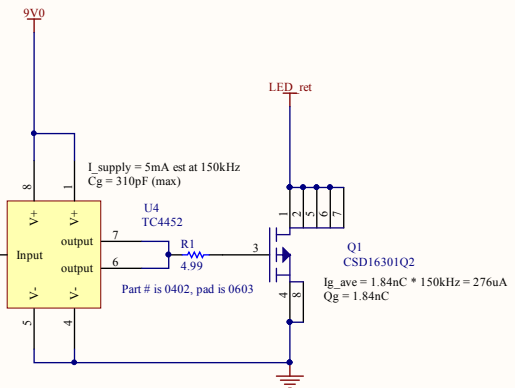 9V0
LED_ret
I_supply = 5mA est at 150kHz
Cg = 310pF (max)
8
1
V+
V+
U4
TC4452
1
2
5
6
7
output
7
R1
Input
3
Q1
output
6
4.99
CSD16301Q2
Part # is 0402, pad is 0603
Ig_ave = 1.84nC * 150kHz = 276uA
Qg = 1.84nC
V-
V-
4
8
5
4